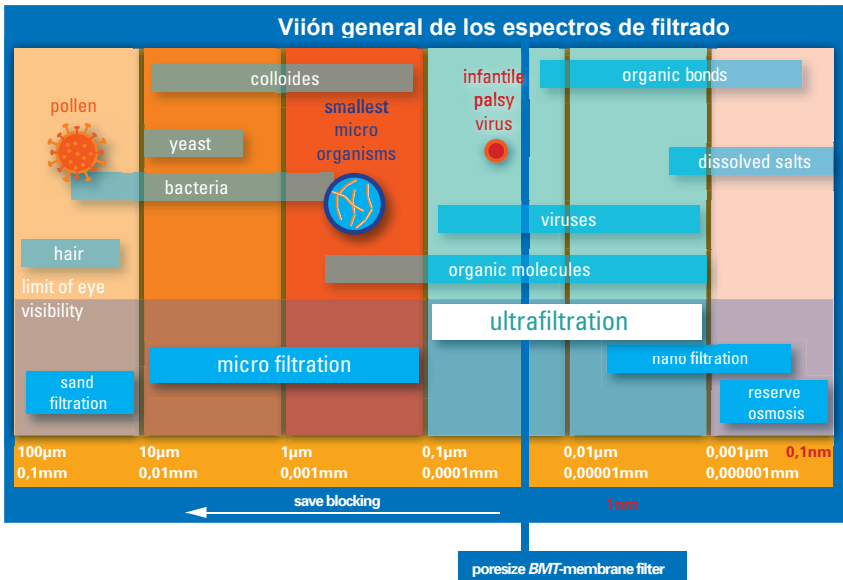 Viión general de los espectros de filtrado
colloides
infantile
palsy
virus
organic bonds
pollen
smallest
micro
organisms
yeast
dissolved salts
bacteria
viruses
hair
organic molecules
limit of eye
visibility
ultrafiltration
micro filtration
nano filtration
sand
filtration
reserve
osmosis
100µm
0,1mm
10µm
0,01mm
1µm
0,001mm
0,1µm
0,0001mm
0,01µm
0,00001mm
0,001µm
0,000001mm
0,1nm
save blocking
1nm
poresize BMT-membrane filter